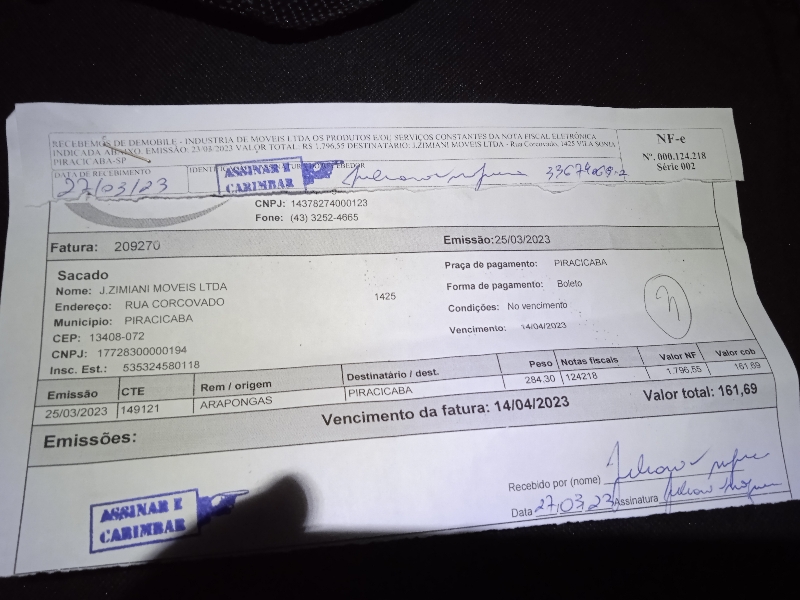 RECEBEMOS DE DEMOBILE - INDUSTRIA DE MOVEIS LTDA OS PRODUTOS E/OU SERVIÇOS CONSTANTES DA NOTA FISCAL ELETRÔNICA
INDICADA ABAIXO. EMISSÃO: 23/03/2023 VALOR TOTAL: R$ 1.796,55 DESTINATÁRIO: J.ZIMIANI MOVEIS LTDA - Rua Corcovado, 1425 VILA SONIA
PIRACICABA-SP
NF-e
Nº. 000.124.218
Série 002
DATA DE RECEBIMENTO
27/03/23
ASSINAR E
CARIMBAR
CNPJ: 14378274000123
Fone: (43) 3252-4665
Fatura: 209270 Emissão:25/03/2023
Sacado
Nome: J.ZIMIANI MOVEIS LTDA
Endereço: RUA CORCOVADO 1425
Municipio: PIRACICABA
CEP: 13408-072
CNPJ: 17728300000194
Insc. Est.: 535324580118
Praça de pagamento: PIRACICABA
Forma de pagamento: Boleto
Condições: No vencimento
Vencimento: 14/04/2023
Emissão CTE Rem / origem Destinatário / dest. Peso Notas fiscais Valor NF Valor cob
25/03/2023 149121 ARAPONGAS PIRACICABA 284,30 124218 1.796,55 161,69
Vencimento da fatura: 14/04/2023 Valor total: 161,69
Emissões:
ASSINAR E
CARIMBAR
Recebido por (nome)
Data 27/03/23 Assinatura